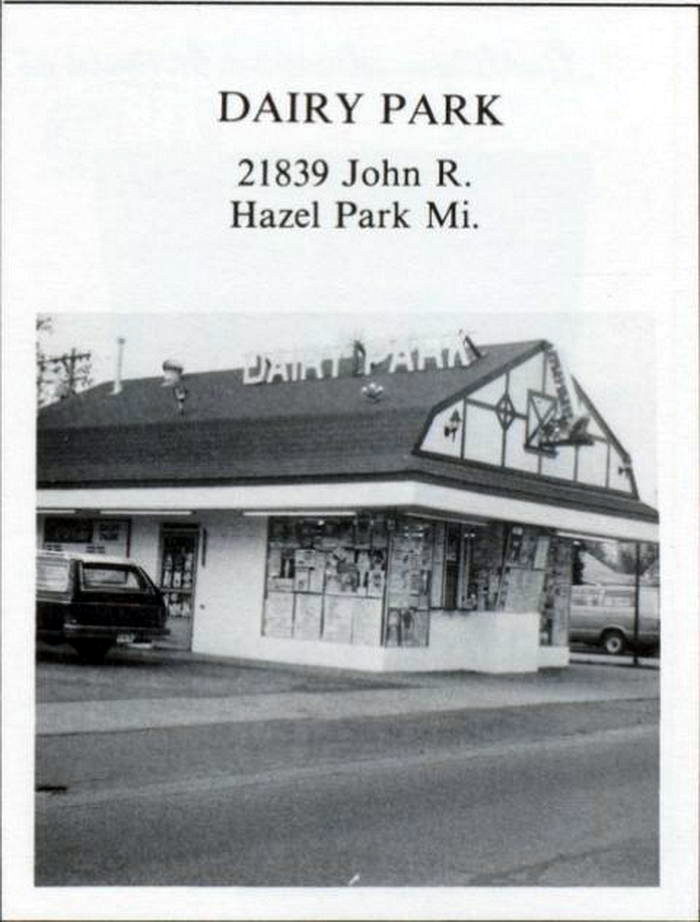 DAIRY PARK
21839 John R.
Hazel Park Mi.
DAIRY PARK